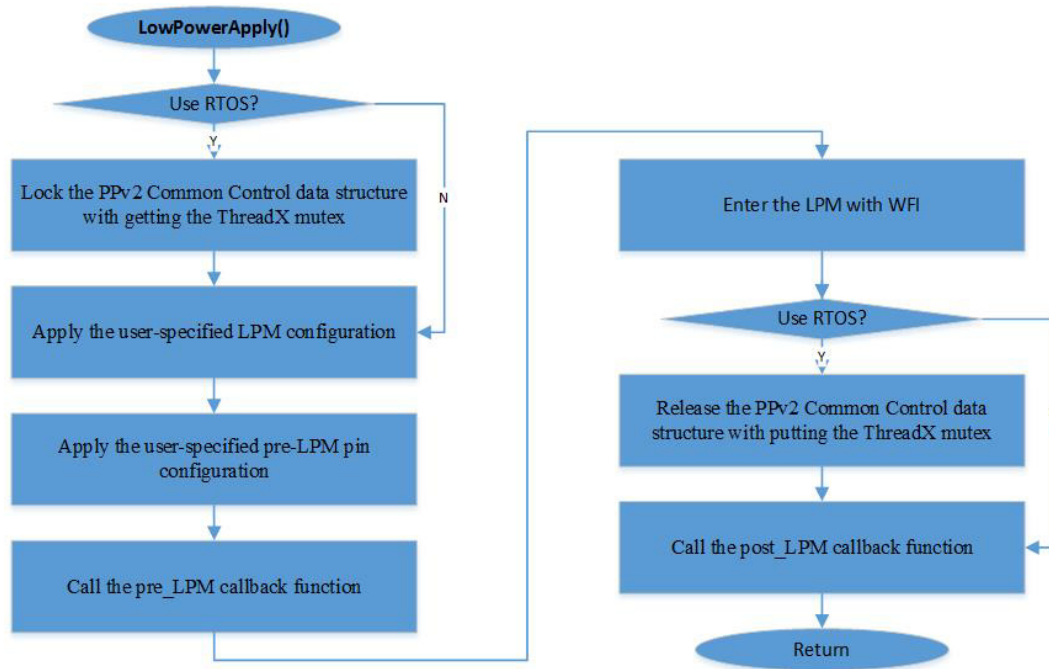 LowPowerApply()
Use RTOS?
Y
N
Lock the PPv2 Common Control data structure
with getting the ThreadX mutex
Apply the user-specified LPM configuration
Apply the user-specified pre-LPM pin
configuration
Call the pre_LPM callback function
Enter the LPM with WFI
Use RTOS?
Y
Release the PPv2 Common Control data
structure with putting the ThreadX mutex
Call the post_LPM callback function
Return